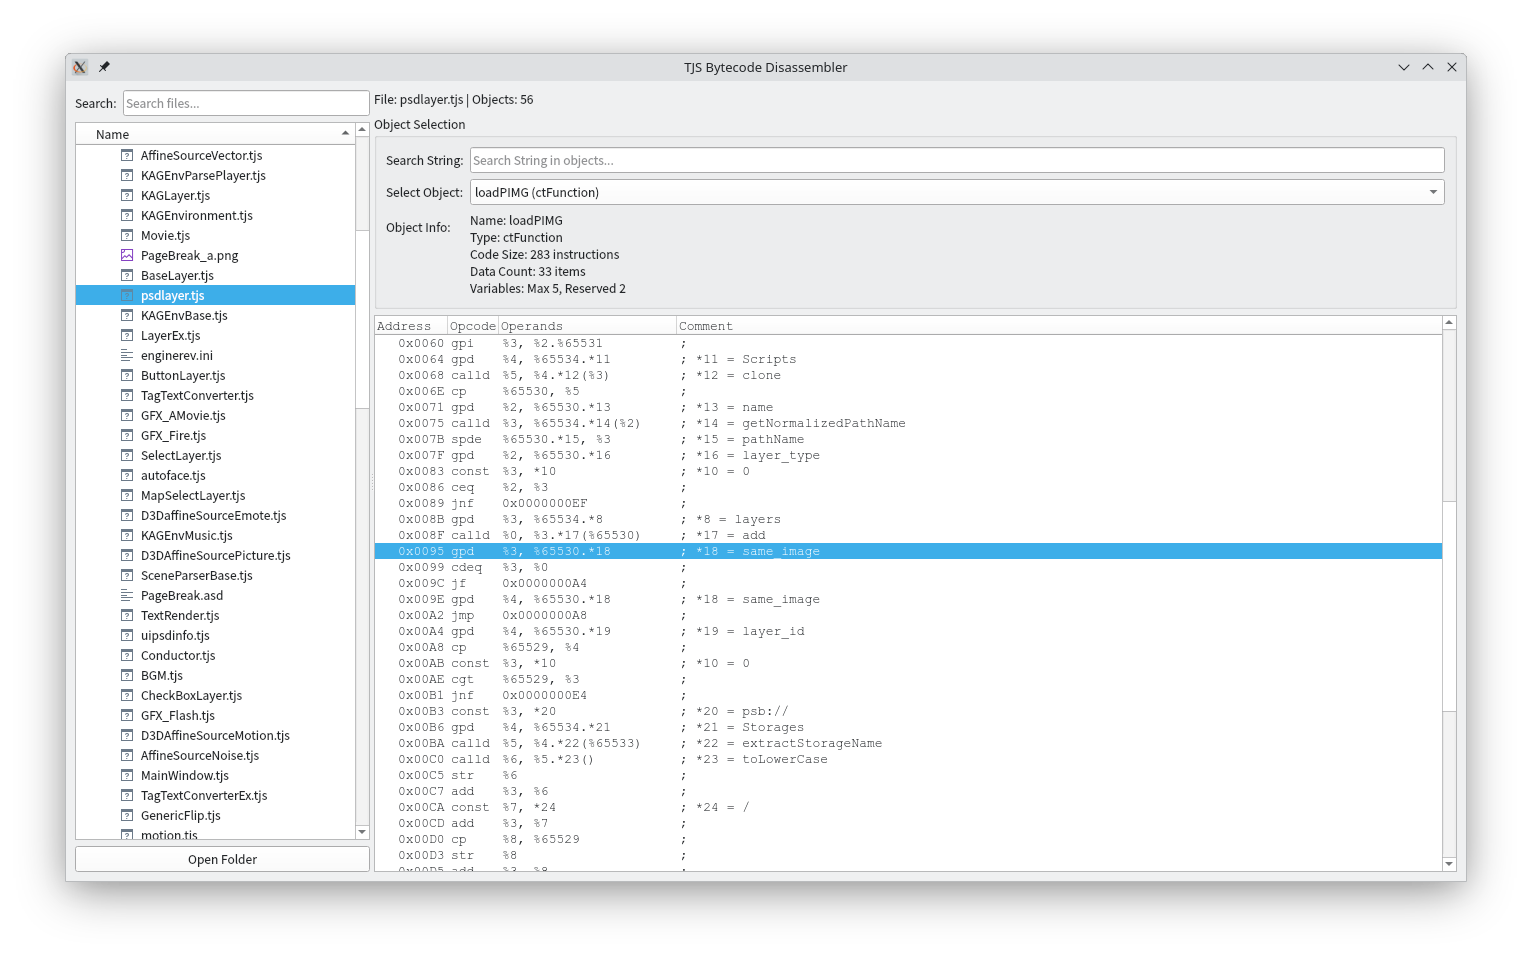 TJS Bytecode Disassembler
Search: Search files...
Name
AffineSourceVector.tjs
KAGEnvParsePlayer.tjs
KAGLayer.tjs
KAGEnvironment.tjs
Movie.tjs
PageBreak_a.png
BaseLayer.tjs
psdlayer.tjs
KAGEnvBase.tjs
LayerEx.tjs
enginerev.ini
ButtonLayer.tjs
TagTextConverter.tjs
GFX_AMovie.tjs
GFX_Fire.tjs
SelectLayer.tjs
autoface.tjs
MapSelectLayer.tjs
D3DaffineSourceEmote.tjs
KAGEnvMusic.tjs
D3DAffineSourcePicture.tjs
SceneParserBase.tjs
PageBreak.asd
TextRender.tjs
uipsdinfo.tjs
Conductor.tjs
BGM.tjs
CheckBoxLayer.tjs
GFX_Flash.tjs
D3DAffineSourceMotion.tjs
AffineSourceNoise.tjs
MainWindow.tjs
TagTextConverterEx.tjs
GenericFlip.tjs
motion.tjs
Open Folder
File: psdlayer.tjs | Objects: 56
Object Selection
Search String: Search String in objects...
Select Object: loadPIMG (ctFunction)
Object Info:
Name: loadPIMG
Type: ctFunction
Code Size: 283 instructions
Data Count: 33 items
Variables: Max 5, Reserved 2
Address Opcode Operands Comment
0x0060 gpi %3, %2.%65531 ;
0x0064 gpd %4, %65534.*11 ; *11 = Scripts
0x0068 calld %5, %4.*12(%3) ; *12 = clone
0x006E cp %65530, %5 ;
0x0071 gpd %2, %65530.*13 ; *13 = name
0x0075 calld %3, %65534.*14(%2) ; *14 = getNormalizedPathName
0x007B spde %65530.*15, %3 ; *15 = pathName
0x007F gpd %2, %65530.*16 ; *16 = layer_type
0x0083 const %3, *10 ; *10 = 0
0x0086 ceq %2, %3 ;
0x0089 jnf 0x0000000EF ;
0x008B gpd %3, %65534.*8 ; *8 = layers
0x008F calld %0, %3.*17(%65530) ; *17 = add
0x0095 gpd %3, %65530.*18 ; *18 = same_image
0x0099 cdeq %3, %0 ;
0x009C jf 0x0000000A4 ;
0x009E gpd %4, %65530.*18 ; *18 = same_image
0x00A2 jmp 0x0000000A8 ;
0x00A4 gpd %4, %65530.*19 ; *19 = layer_id
0x00A8 cp %65529, %4 ;
0x00AB const %3, *10 ; *10 = 0
0x00AE cgt %65529, %3 ;
0x00B1 jnf 0x0000000E4 ;
0x00B3 const %3, *20 ; *20 = psb://
0x00B6 gpd %4, %65534.*21 ; *21 = Storages
0x00BA calld %5, %4.*22(%65533) ; *22 = extractStorageName
0x00C0 calld %6, %5.*23() ; *23 = toLowerCase
0x00C5 str %6 ;
0x00C7 add %3, %6 ;
0x00CA const %7, *24 ; *24 = /
0x00CD add %3, %7 ;
0x00D0 cp %8, %65529 ;
0x00D3 str %8 ;
0x00D5 add %3, %8 ;